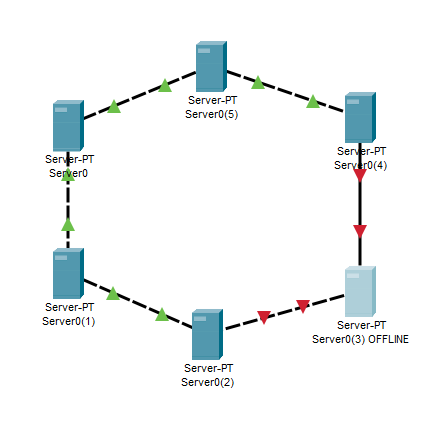 Server-PT
Server0(5)
Server-PT
Server0
Server-PT
Server0(4)
Server-PT
Server0(1)
Server-PT
Server0(3) OFFLINE
Server-PT
Server0(2)